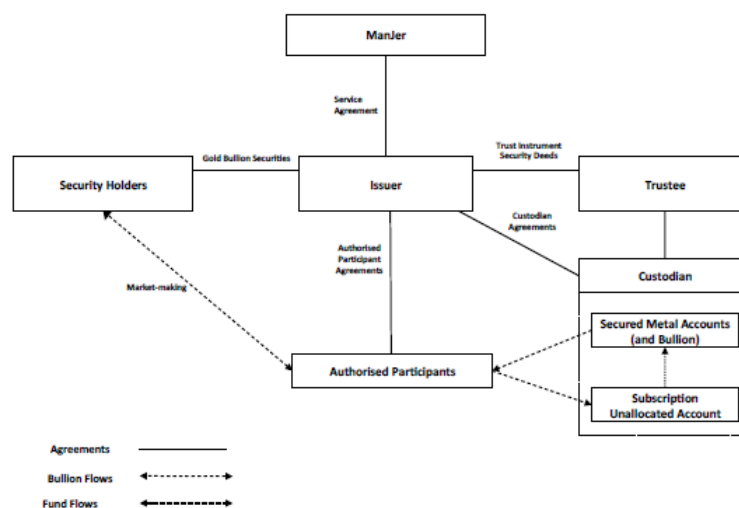 ManJer
Service
Agreement
Gold Bullion Securities
Trust Instrument
Security Deeds
Security Holders
Issuer
Trustee
Custodian
Agreements
Authorised
Participant
Agreements
Custodian
Market-making
Secured Metal Accounts
(and Bullion)
Authorised Participants
Subscription
Unallocated Account
Agreements
Bullion Flows
Fund Flows